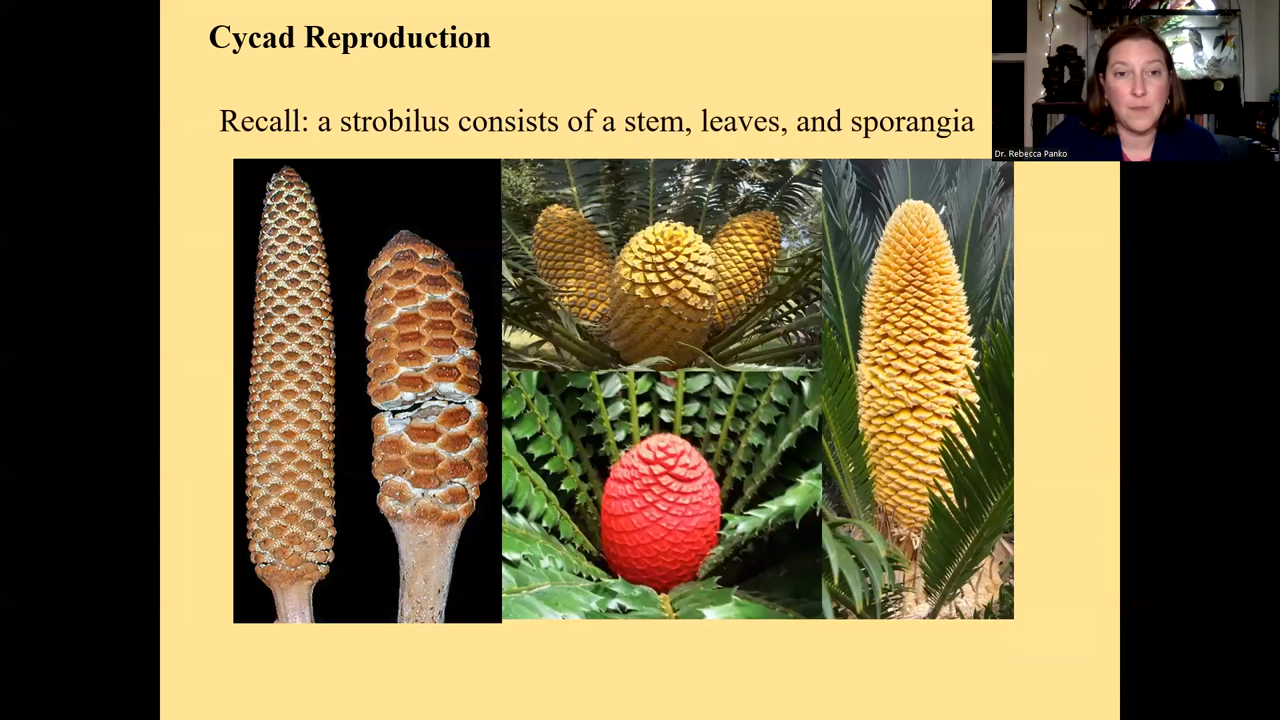 Cycad Reproduction
Recall: a strobilus consists of a stem, leaves, and sporangia
Dr. Rebecca Panko